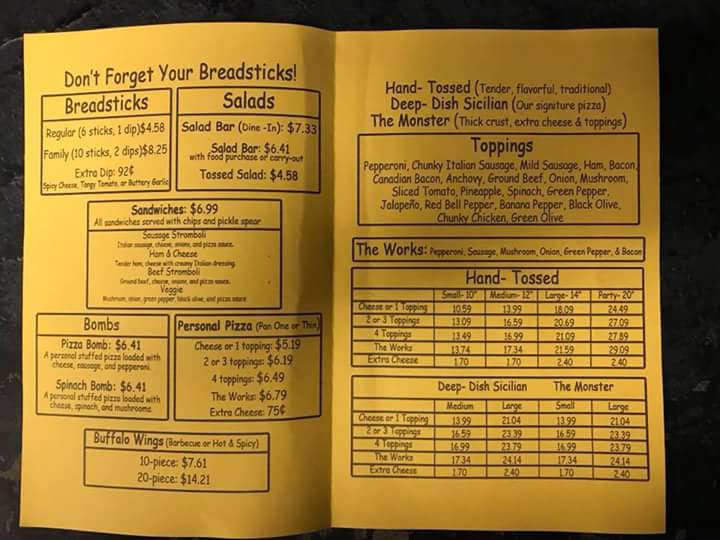 Don't Forget Your Breadsticks!
Breadsticks
Regular (6 sticks, 1 dip)$4.58
Family (10 sticks, 2 dips)$8.25
Extra Dip: 92¢
Spicy Cheese, Tangy Tomato, or Buttery Garlic
Salads
Salad Bar (Dine -In): $7.33
Salad Bar: $6.41
with food purchase or carry-out
Tossed Salad: $4.58
Sandwiches: $6.99
All sandwiches served with chips and pickle spear
Sausage Stromboli
Italian sausage, cheese, onions, and pizza sauce.
Ham & Cheese
Tender ham, cheese with creamy Italian dressing.
Beef Stromboli
Ground beef, cheese, onions, and pizza sauce.
Veggie
Mushroom, onion, green pepper, black olive, and pizza sauce
Bombs
Pizza Bomb: $6.41
A personal stuffed pizza loaded with
cheese, sausage, and pepperoni.
Spinach Bomb: $6.41
A personal stuffed pizza loaded with
cheese, spinach, and mushrooms
Personal Pizza (Pan One or Thin)
Cheese or 1 topping: $5.19
2 or 3 toppings: $6.19
4 toppings: $6.49
The Works: $6.79
Extra Cheese: 75¢
Buffalo Wings (Barbecue or Hot & Spicy)
10-piece: $7.61
20-piece: $14.21
Hand- Tossed (Tender, flavorful, traditional)
Deep- Dish Sicilian (Our signiture pizza)
The Monster (Thick crust, extra cheese & toppings)
Toppings
Pepperoni, Chunky Italian Sausage, Mild Sausage, Ham, Bacon,
Canadian Bacon, Anchovy, Ground Beef, Onion, Mushroom,
Sliced Tomato, Pineapple, Spinach, Green Pepper,
Jalapeño, Red Bell Pepper, Banana Pepper, Black Olive,
Chunky Chicken, Green Olive
The Works: Pepperoni, Sausage, Mushroom, Onion, Green Pepper, & Bacon
Hand- Tossed
Small- 10" Medium- 12" Large- 14" Party- 20"
Cheese or 1 Topping 10.59 13.99 18.09 24.49
2 or 3 Toppings 13.09 16.59 20.69 27.09
4 Toppings 13.49 16.99 21.09 27.89
The Works 13.74 17.34 21.59 29.09
Extra Cheese 1.70 1.70 2.40 2.40
Deep- Dish Sicilian The Monster
Medium Large Small Large
Cheese or 1 Topping 13.99 21.04 13.99 21.04
2 or 3 Toppings 16.59 23.39 16.59 23.39
4 Toppings 16.99 23.79 16.99 23.79
The Works 17.34 24.14 17.34 24.14
Extra Cheese 1.70 2.40 1.70 2.40